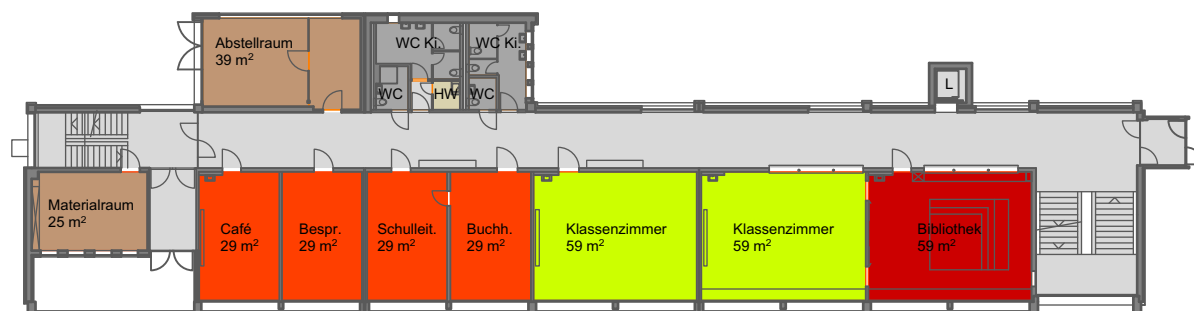 Abstellraum
39 m²
WC Ki.
WC Ki.
WC
HW
WC
L
Materialraum
25 m²
Café
29 m²
Bespr.
29 m²
Schulleit.
29 m²
Buchh.
29 m²
Klassenzimmer
59 m²
Klassenzimmer
59 m²
Bibliothek
59 m²